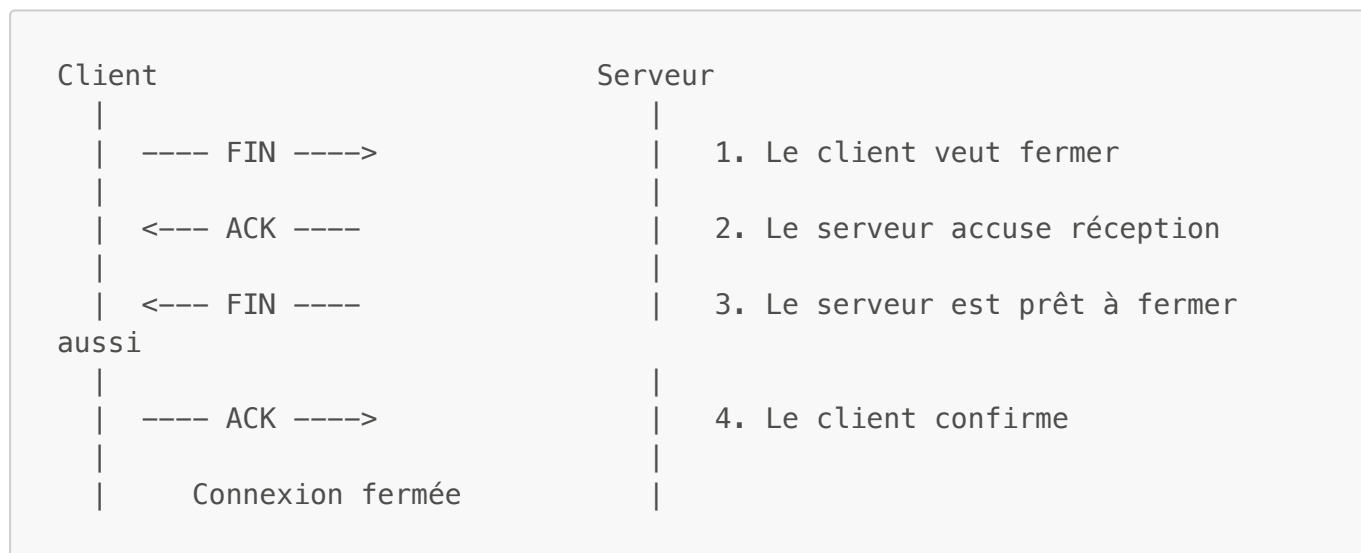 Client                          Serveur
  |                                |
  |  ---- FIN ---->                |   1. Le client veut fermer
  |                                |
  |  <--- ACK ----                 |   2. Le serveur accuse réception
  |                                |
  |  <--- FIN ----                 |   3. Le serveur est prêt à fermer
aussi
  |                                |
  |  ---- ACK ---->                |   4. Le client confirme
  |                                |
  |     Connexion fermée           |